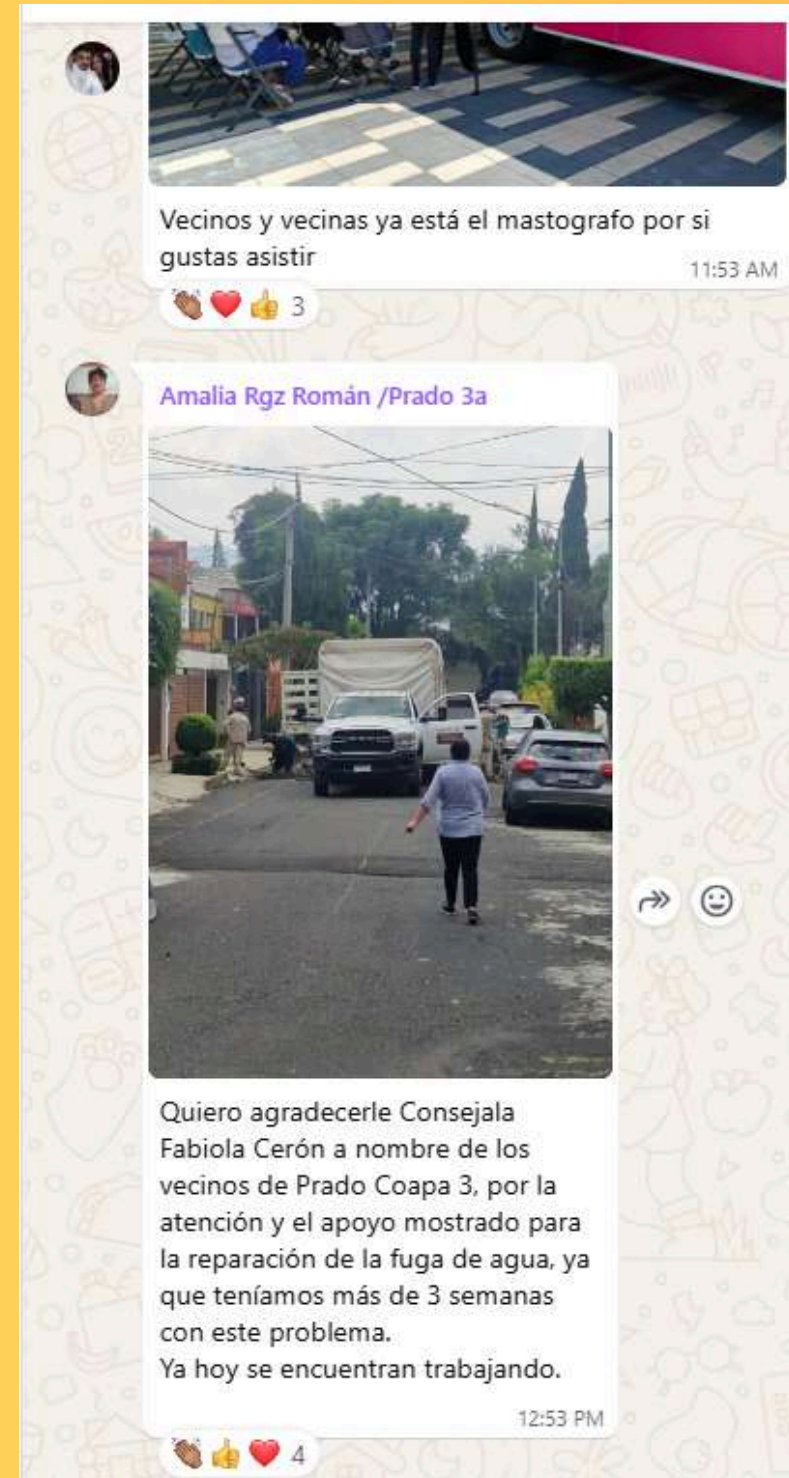 Vecinos y vecinas ya está el mastografo por si
gustas asistir
11:53 AM
3
Amalia Rgz Román /Prado 3a
Quiero agradecerle Consejala
Fabiola Cerón a nombre de los
vecinos de Prado Coapa 3, por la
atención y el apoyo mostrado para
la reparación de la fuga de agua, ya
que teníamos más de 3 semanas
con este problema.
Ya hoy se encuentran trabajando.
12:53 PM
4